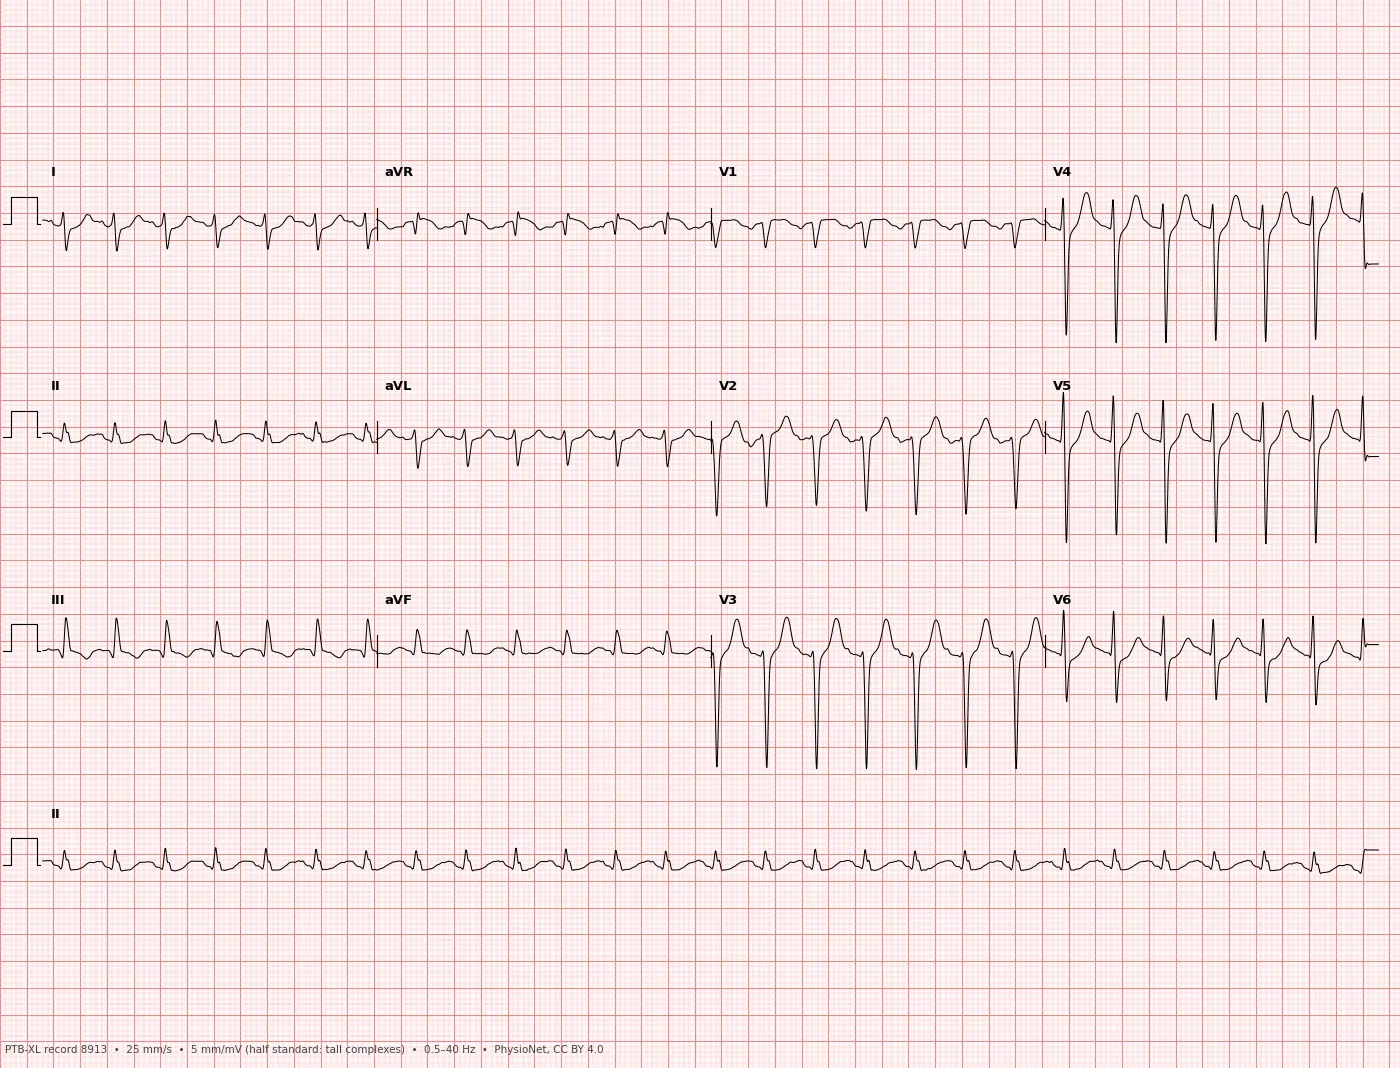 I aVR V1 V4
II aVL V2 V5
III aVF V3 V6
II
PTB-XL record 8913 • 25 mm/s • 5 mm/mV (half standard: tall complexes) • 0.5–40 Hz • PhysioNet, CC BY 4.0